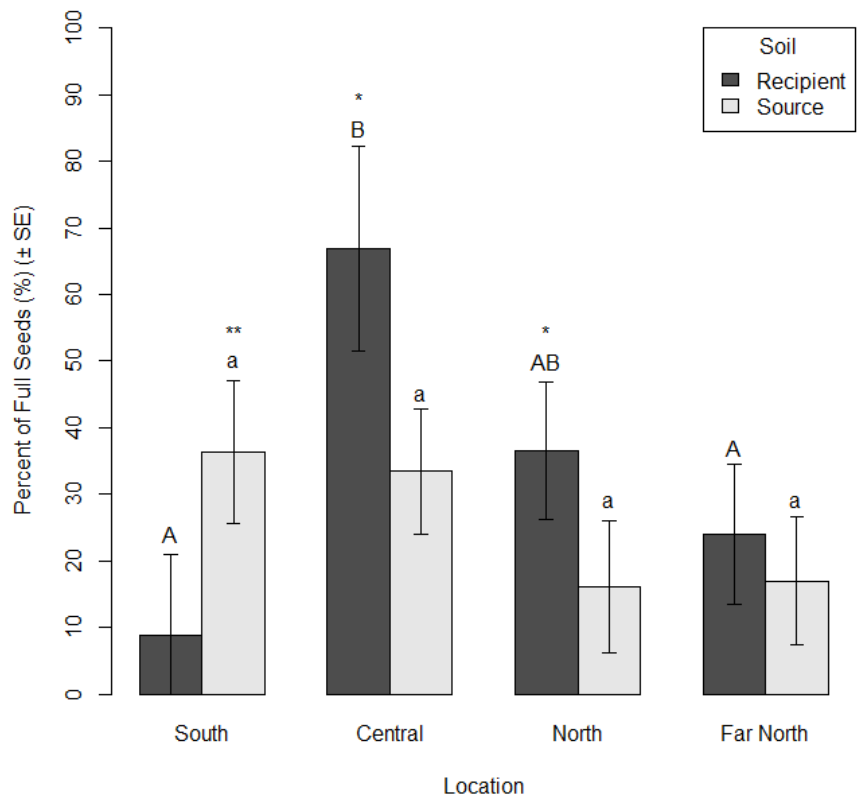 Percent of Full Seeds (%) (± SE)
100
90
80
70
60
50
40
30
20
10
0
Soil
Recipient
Source
A
**
a
*
B
a
*
AB
a
A
a
South
Central
North
Far North
Location